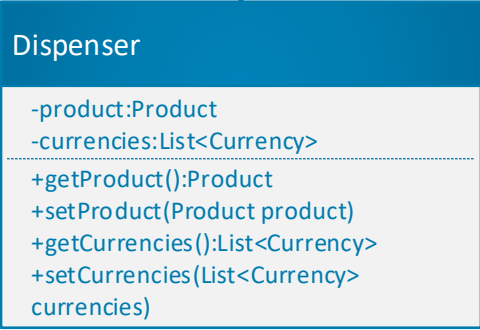 Dispenser
-product:Product
-currencies:List<Currency>
+getProduct():Product
+setProduct(Product product)
+getCurrencies():List<Currency>
+setCurrencies(List<Currency>
currencies)